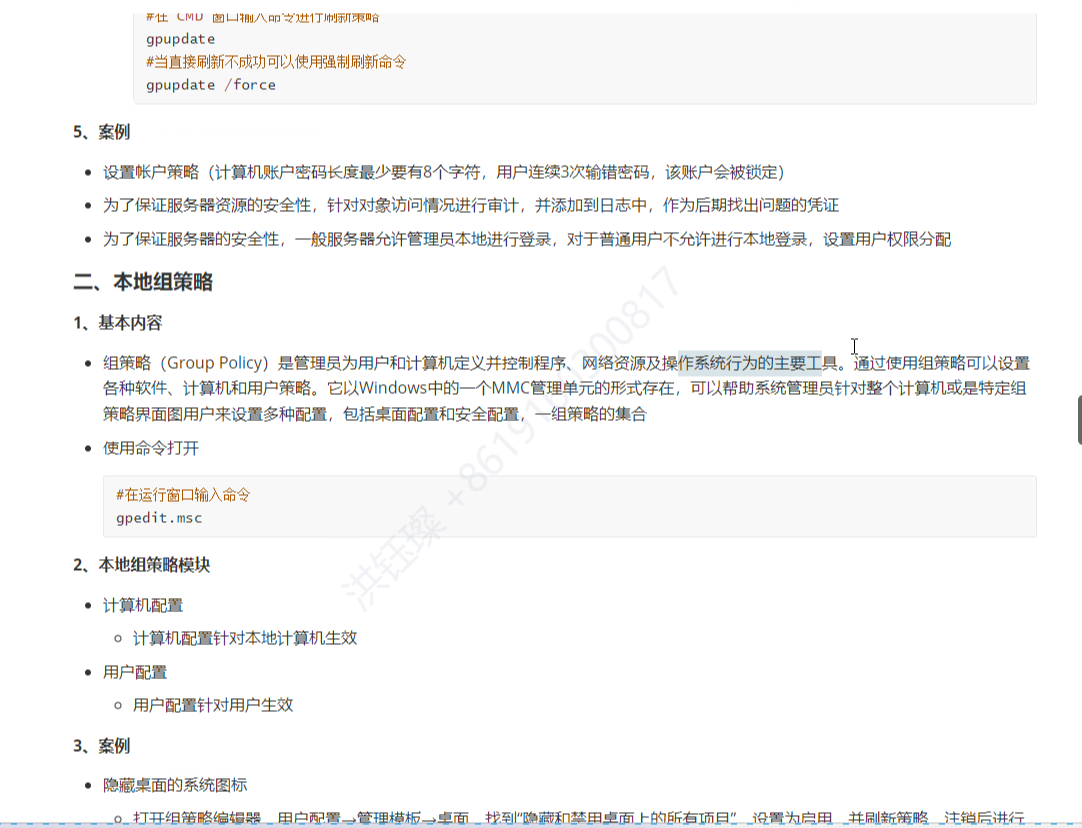 #在 CMD 窗口输入命令进行刷新策略
gpupdate
#当直接刷新不成功可以使用强制刷新命令
gpupdate /force
5、案例
设置帐户策略（计算机账户密码长度最少要有8个字符，用户连续3次输错密码，该账户会被锁定）
为了保证服务器资源的安全性，针对对象访问情况进行审计，并添加到日志中，作为后期找出问题的凭证
为了保证服务器的安全性，一般服务器允许管理员本地进行登录，对于普通用户不允许进行本地登录，设置用户权限分配
二、本地组策略
1、基本内容
组策略（Group Policy）是管理员为用户和计算机定义并控制程序、网络资源及操作系统行为的主要工具。通过使用组策略可以设置
各种软件、计算机和用户策略。它以Windows中的一个MMC管理单元的形式存在，可以帮助系统管理员针对整个计算机或是特定组
策略界面图用户来设置多种配置，包括桌面配置和安全配置，一组策略的集合
使用命令打开
#在运行窗口输入命令
gpedit.msc
2、本地组策略模块
计算机配置
计算机配置针对本地计算机生效
用户配置
用户配置针对用户生效
3、案例
隐藏桌面的系统图标
打开组策略编辑器，用户配置→管理模板→桌面，找到“隐藏和禁用桌面上的所有项目”，设置为启用，并刷新策略，注销后进行